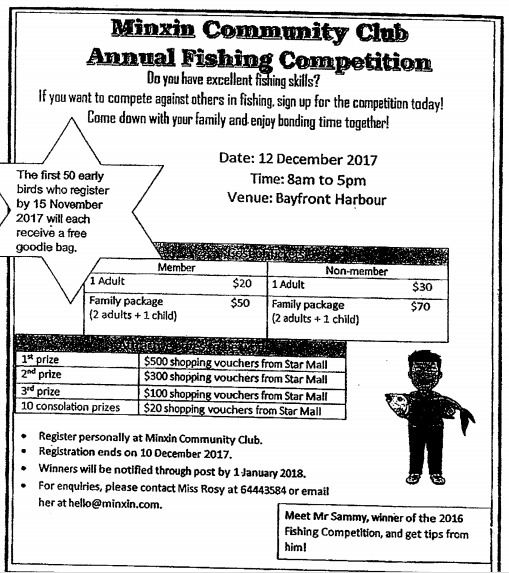 Minxin Community Club
Annual Fishing Competition
Do you have excellent fishing skills?
If you want to compete against others in fishing, sign up for the competition today!
Come down with your family and enjoy bonding time together!
Date: 12 December 2017
Time: 8am to 5pm
Venue: Bayfront Harbour
The first 50 early
birds who register
by 15 November
2017 will each
receive a free
goodie bag.
Member Non-member
1 Adult $20 1 Adult $30
Family package $50 Family package $70
(2 adults + 1 child) (2 adults + 1 child)
1st prize $500 shopping vouchers from Star Mall
2nd prize $300 shopping vouchers from Star Mall
3rd prize $100 shopping vouchers from Star Mall
10 consolation prizes $20 shopping vouchers from Star Mall
• Register personally at Minxin Community Club.
• Registration ends on 10 December 2017.
• Winners will be notified through post by 1 January 2018.
• For enquiries, please contact Miss Rosy at 64443584 or email
her at hello@minxin.com.
Meet Mr Sammy, winner of the 2016
Fishing Competition, and get tips from
him!